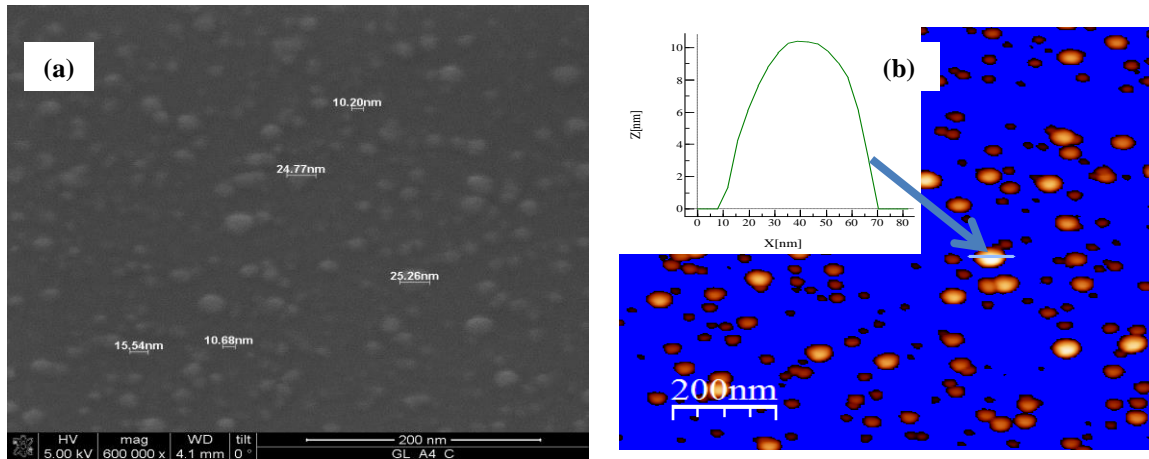 (a)
10.20nm
24.77nm
25.26nm
15.54nm
10.68nm
HV mag WD tilt
5.00 kV 600 000 x 4.1 mm 0 °
200 nm
GL_A4_C
(b)
10
8
6
4
2
0
Z[nm]
0 10 20 30 40 50 60 70 80
X[nm]
200nm